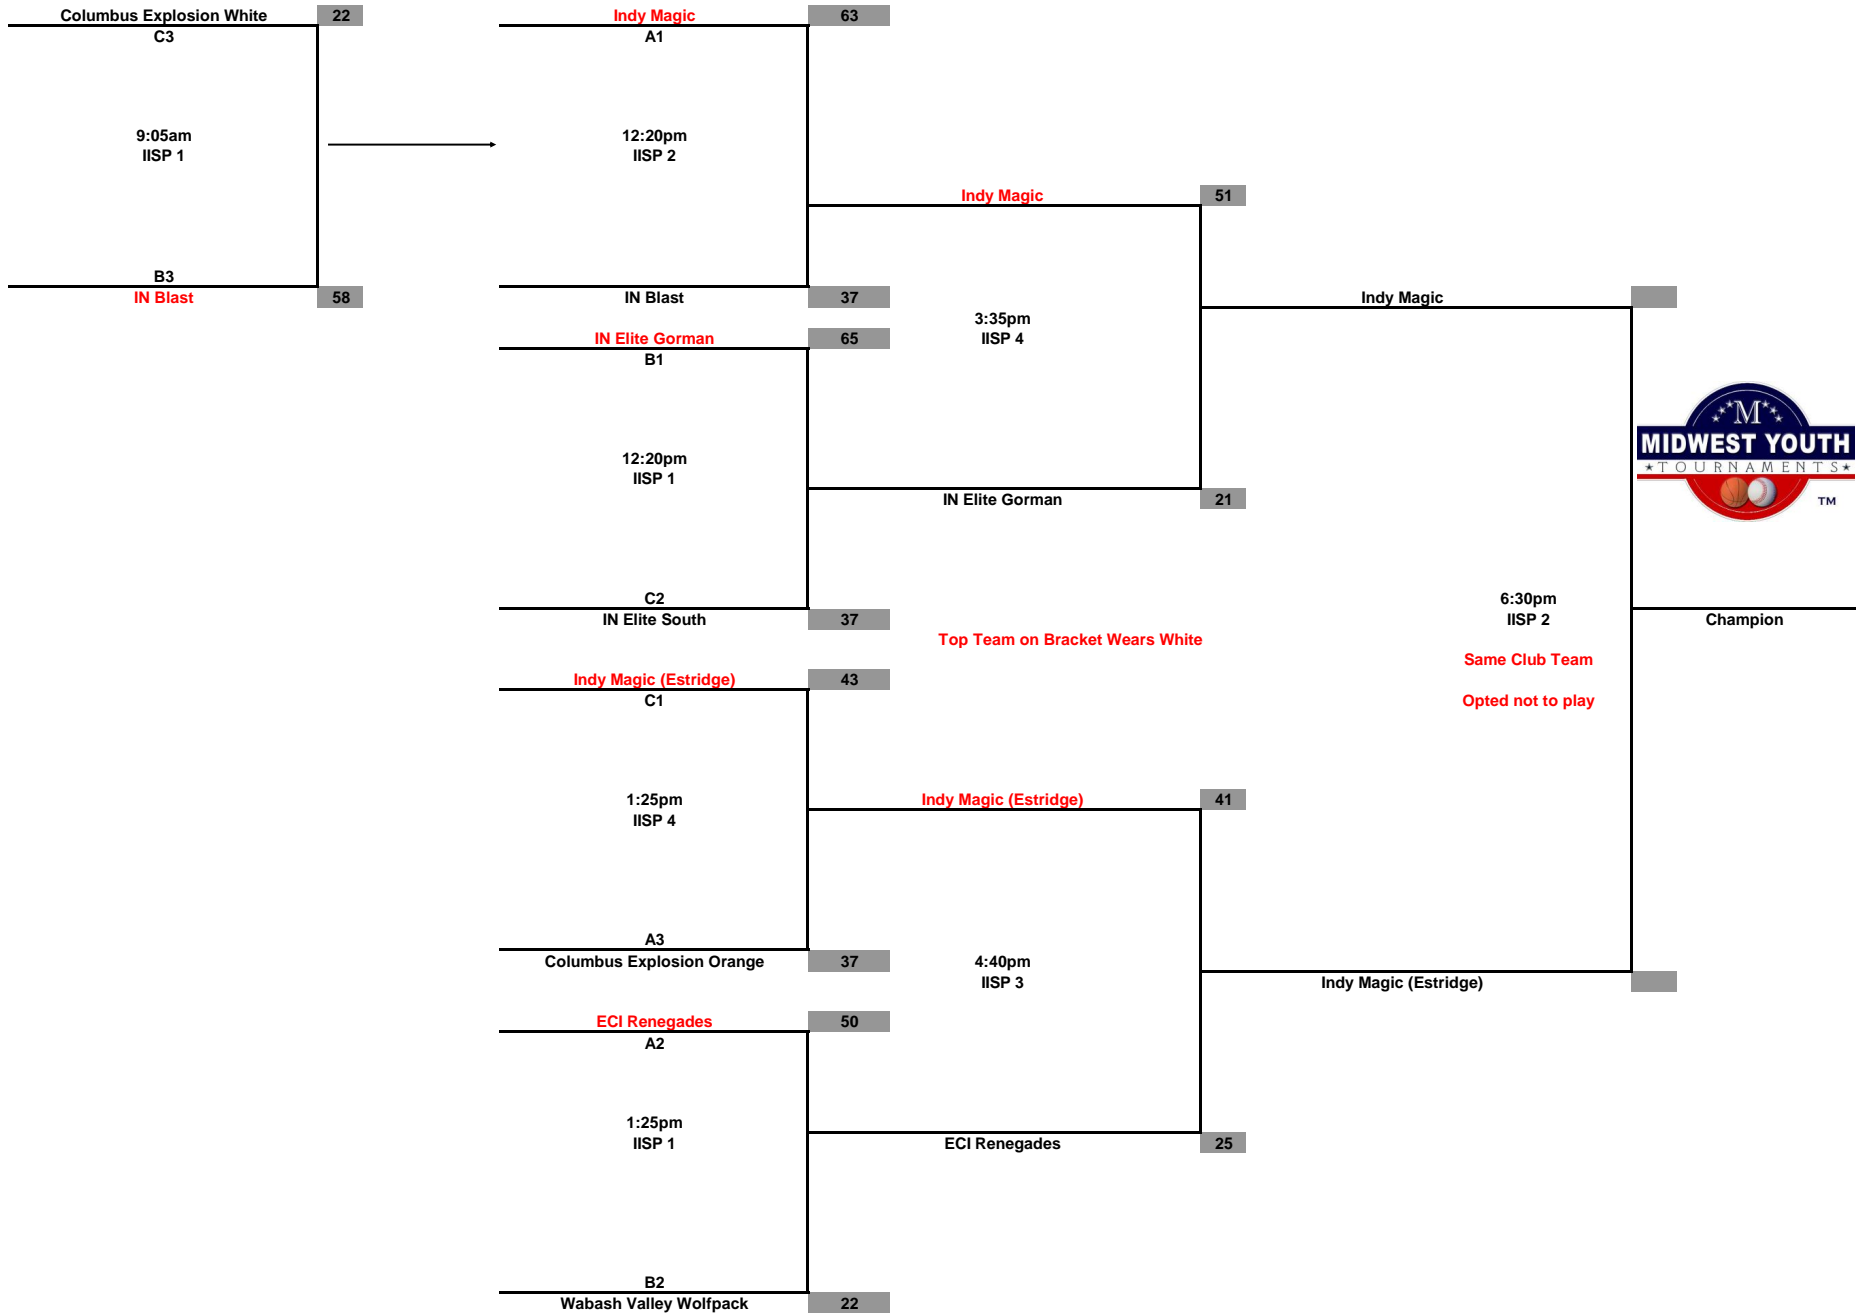 Columbus Explosion White 22
C3
9:05am
IISP 1
B3
IN Blast 58
Indy Magic 63
A1
12:20pm
IISP 2
IN Blast 37
IN Elite Gorman 65
B1
12:20pm
IISP 1
C2
IN Elite South 37
Indy Magic (Estridge) 43
C1
1:25pm
IISP 4
A3
Columbus Explosion Orange 37
ECI Renegades 50
A2
1:25pm
IISP 1
B2
Wabash Valley Wolfpack 22
Indy Magic 51
3:35pm
IISP 4
IN Elite Gorman 21
Top Team on Bracket Wears White
Indy Magic (Estridge) 41
4:40pm
IISP 3
ECI Renegades 25
Indy Magic
6:30pm
IISP 2
Same Club Team
Opted not to play
Indy Magic (Estridge)
M
MIDWEST YOUTH
TOURNAMENTS
TM
Champion